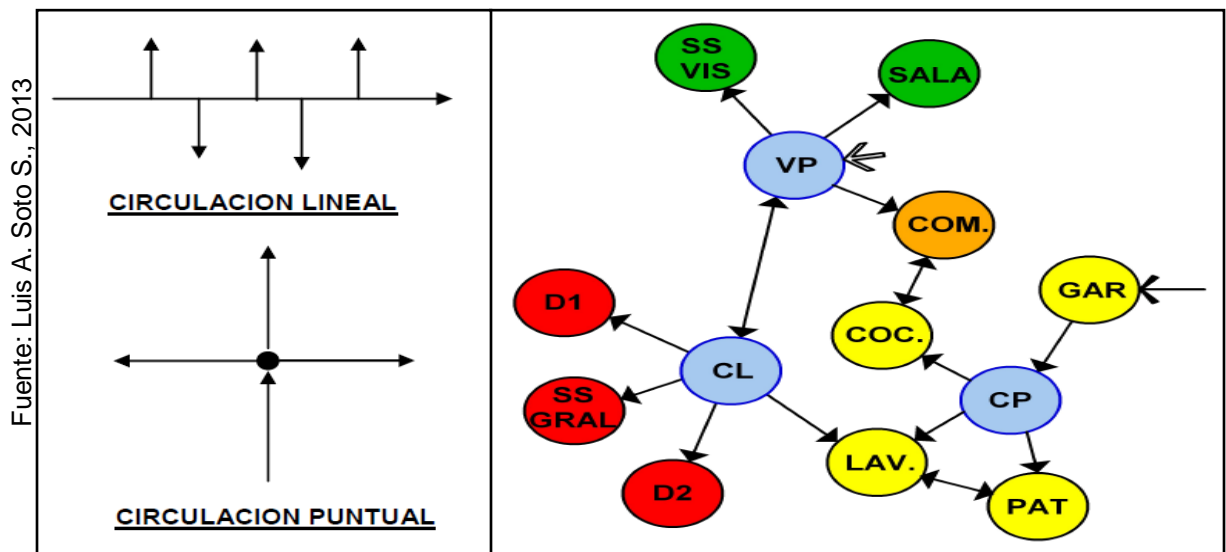 Fuente: Luis A. Soto S., 2013
CIRCULACION LINEAL
CIRCULACION PUNTUAL
SS
VIS
SALA
VP
COM.
D1
GAR
COC.
CL
SS
GRAL
CP
LAV.
D2
PAT